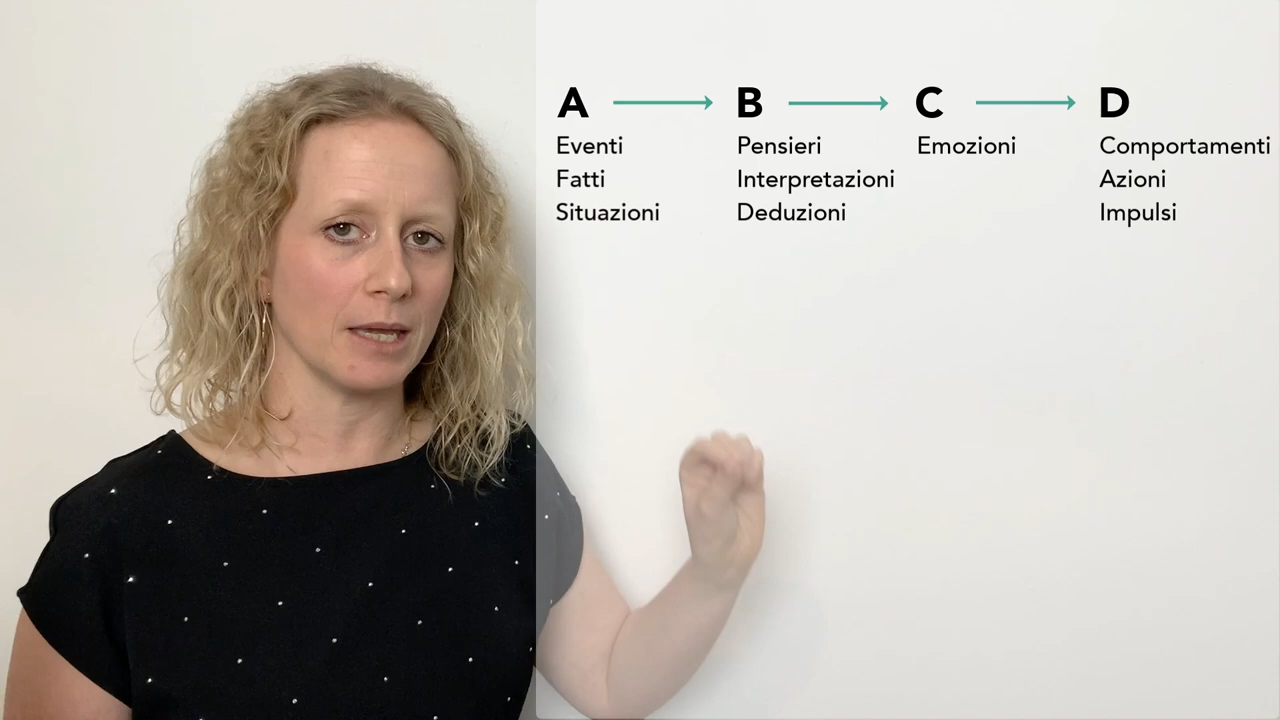 A → B → C → D
Eventi Pensieri Emozioni Comportamenti
Fatti Interpretazioni Azioni
Situazioni Deduzioni Impulsi